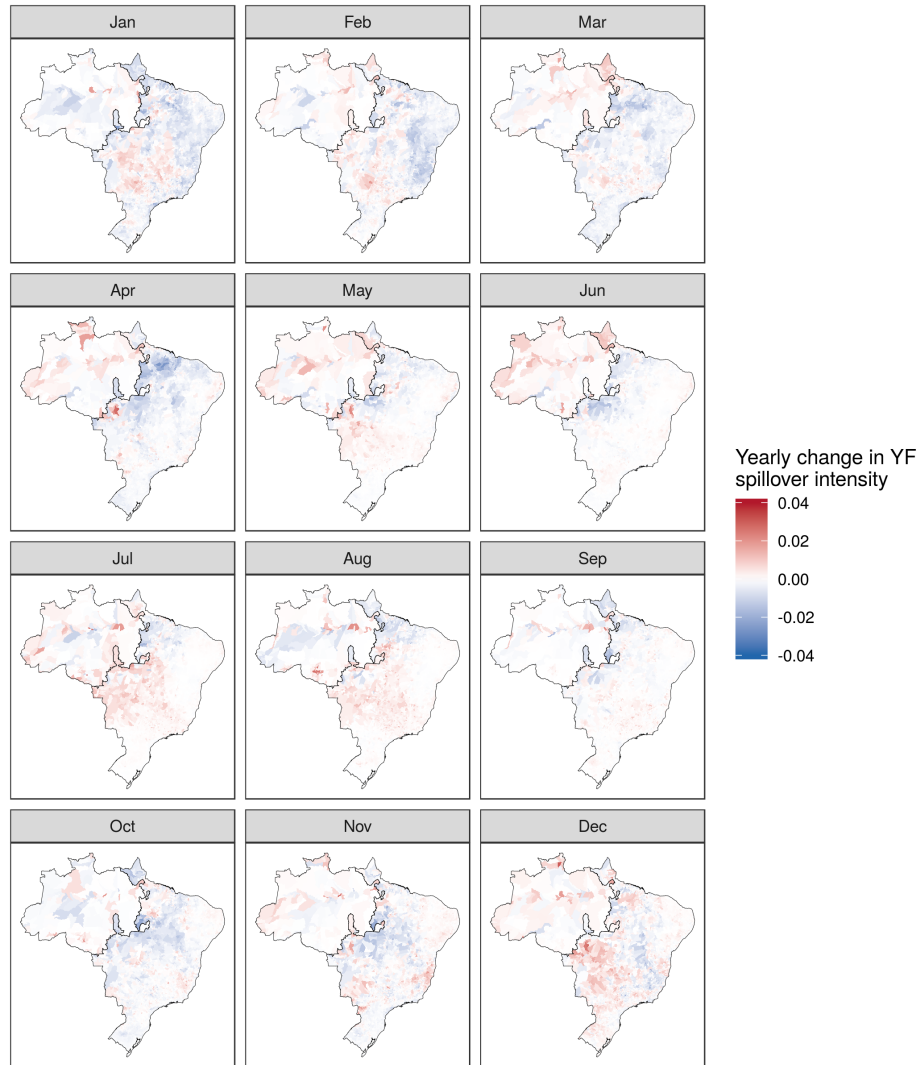 Jan
Feb
Mar
Apr
May
Jun
Jul
Aug
Sep
Oct
Nov
Dec
Yearly change in YF
spillover intensity
0.04
0.02
0.00
-0.02
-0.04